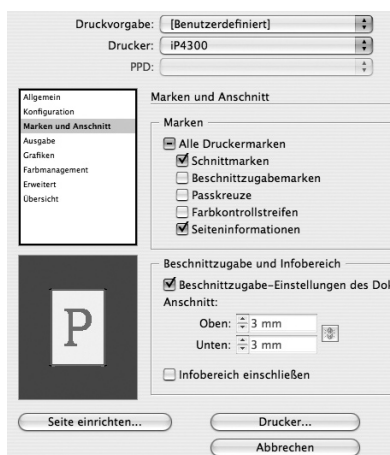 Druckvorgabe: [Benutzerdefiniert]
Drucker: iP4300
PPD:
Allgemein
Konfiguration
Marken und Anschnitt
Ausgabe
Grafiken
Farbmanagement
Erweitert
Übersicht
Marken und Anschnitt
Marken
Alle Druckermarken
Schnittmarken
Beschnittzugabemarken
Passkreuze
Farbkontrollstreifen
Seiteninformationen
P
Beschnittzugabe und Infobereich
Beschnittzugabe-Einstellungen des Dok
Anschnitt:
Oben: 3 mm
Unten: 3 mm
Infobereich einschließen
Seite einrichten...
Drucker...
Abbrechen